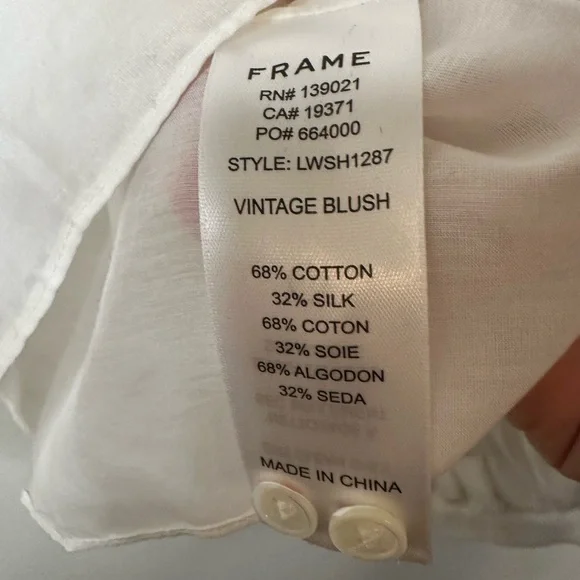 FRAME
RN# 139021
CA# 19371
PO# 664000
STYLE: LWSH1287
VINTAGE BLUSH
68% COTTON
32% SILK
68% COTON
32% SOIE
68% ALGODON
32% SEDA
MADE IN CHINA